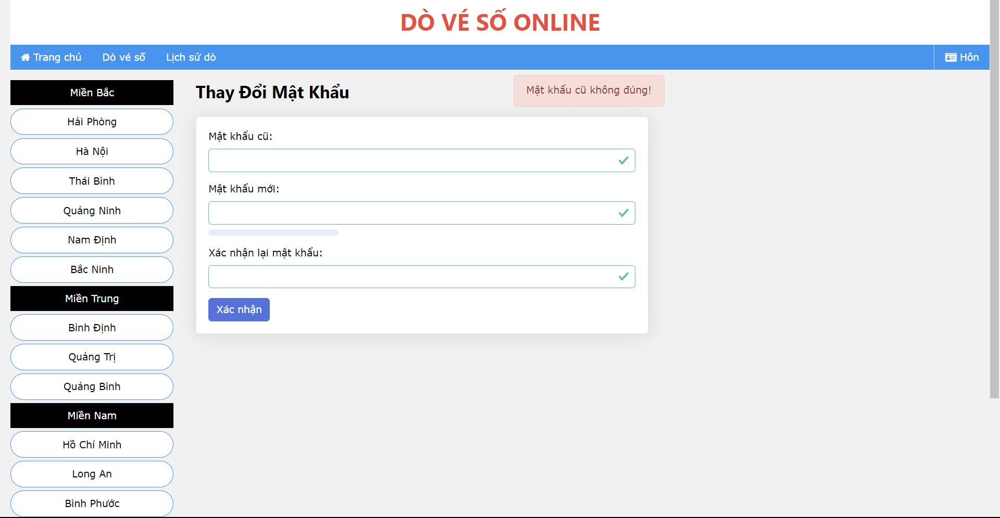 DÒ VÉ SỐ ONLINE
Trang chủ
Dò vé số
Lịch sử dò
Hôn
Miền Bắc
Hải Phòng
Hà Nội
Thái Bình
Quảng Ninh
Nam Định
Bắc Ninh
Miền Trung
Bình Định
Quảng Trị
Quảng Bình
Miền Nam
Hồ Chí Minh
Long An
Bình Phước
Thay Đổi Mật Khẩu
Mật khẩu cũ không đúng!
Mật khẩu cũ:
Mật khẩu mới:
Xác nhận lại mật khẩu:
Xác nhận